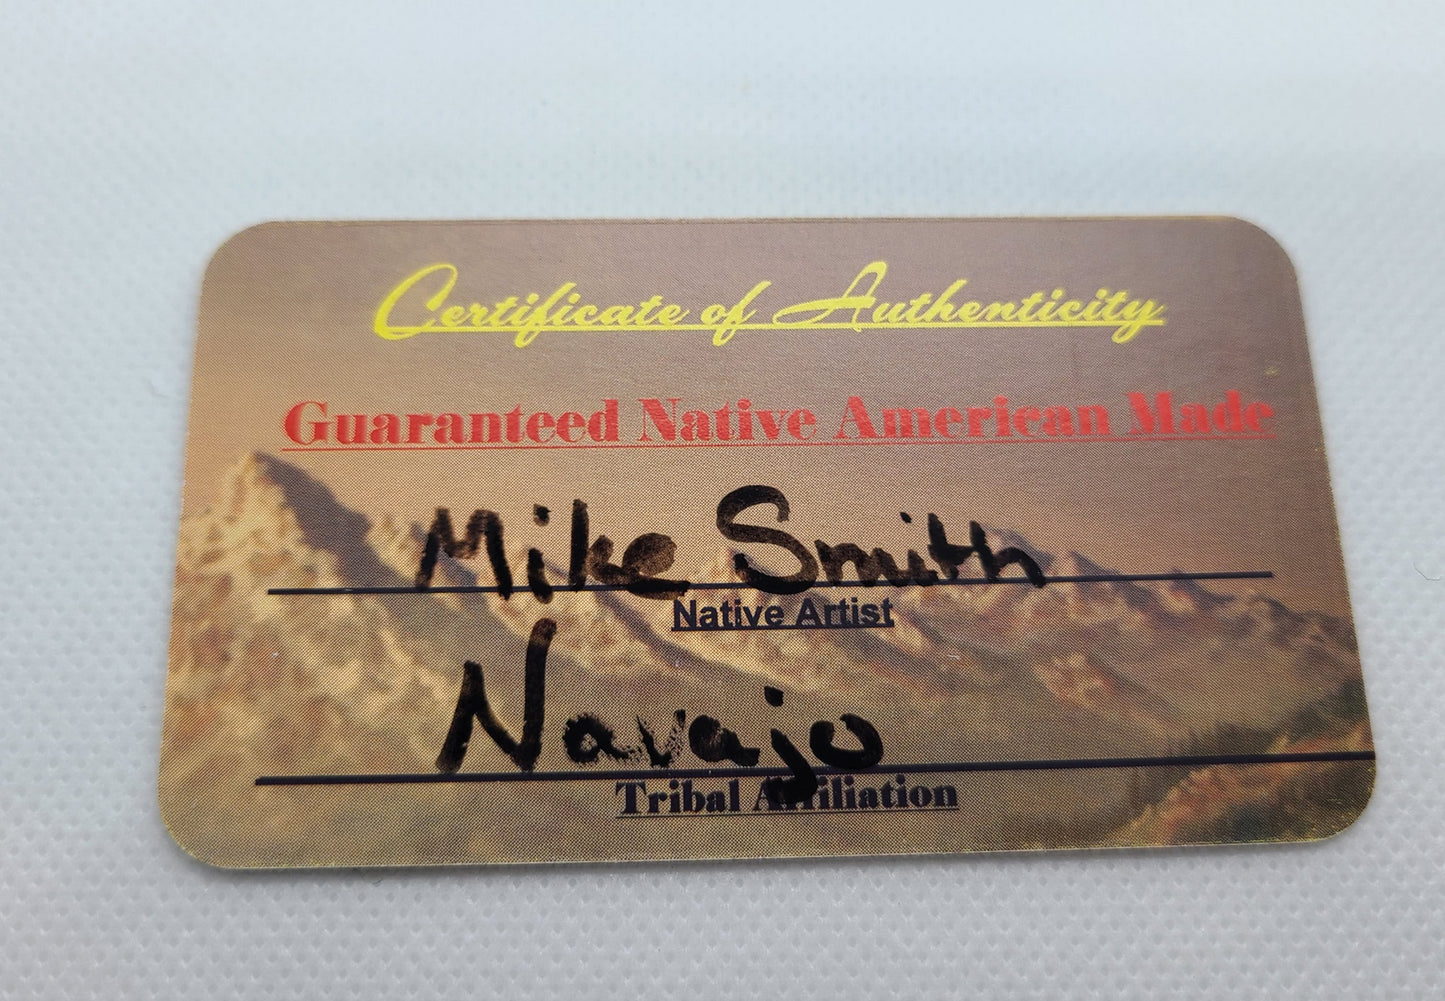 Certificate of Authenticity
Guaranteed Native American Made
Mike Smith
Native Artist
Navajo
Tribal Affiliation